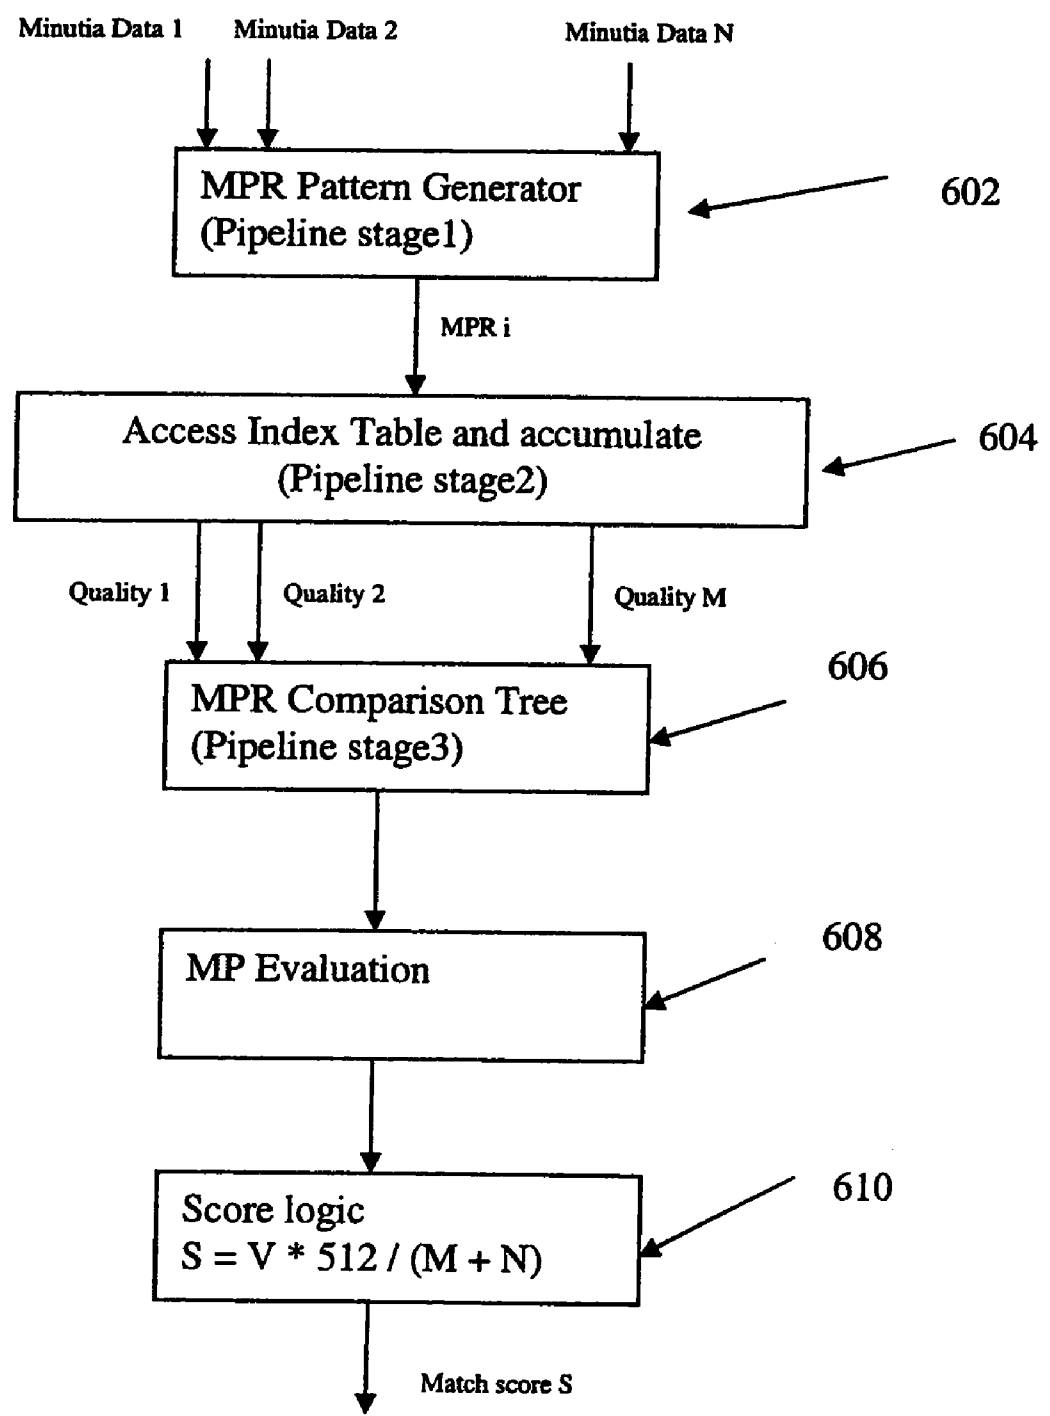 Minutia Data 1
Minutia Data 2
Minutia Data N
MPR Pattern Generator
(Pipeline stage1)
602
MPR i
Access Index Table and accumulate
(Pipeline stage2)
604
Quality 1
Quality 2
Quality M
MPR Comparison Tree
(Pipeline stage3)
606
MP Evaluation
608
Score logic
S = V * 512 / (M + N)
610
Match score S